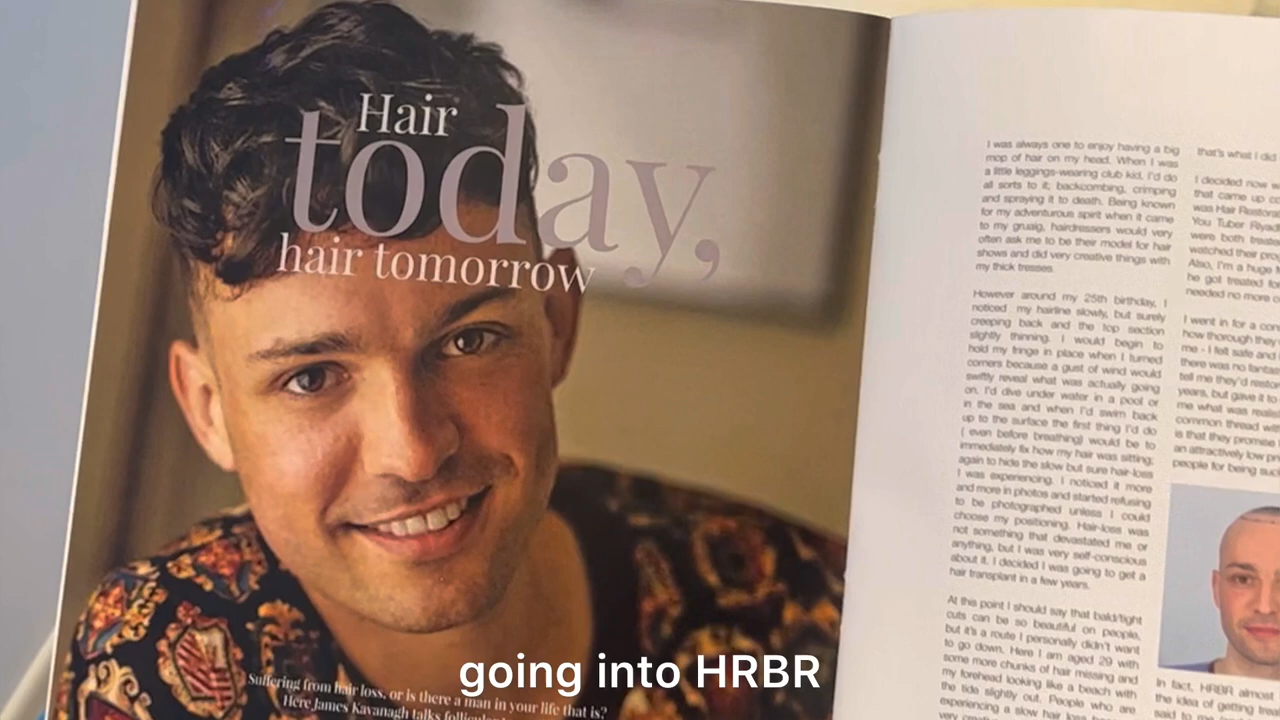 Hair
today,
hair tomorrow
Suffering from hair loss, or is there a man in your life that is?
Here James Kavanagh talks
I was always one to enjoy having a big
mop of hair on my head. When I was
a little leggings-wearing club kid, I'd do
all sorts to it; backcombing, crimping
and spraying it to death. Being known
for my adventurous spirit when it came
to my gruaig, hairdressers would very
often ask me to be their model for hair
shows and did very creative things with
my thick tresses.
However around my 25th birthday, I
noticed my hairline slowly, but surely
creeping back and the top section
slightly thinning. I would begin to
hold my fringe in place when I turned
corners because a gust of wind would
swiftly reveal what was actually going
on. I'd dive under water in a pool or
in the sea and when I'd swim back
up to the surface the first thing I'd do
( even before breathing) would be to
immediately fix how my hair was sitting;
again to hide the slow but sure hair-loss
I was experiencing. I noticed it more
and more in photos and started refusing
to be photographed unless I could
choose my positioning. Hair-loss was
not something that devastated me or
anything, but I was very self-conscious
about it. I decided I was going to get a
hair transplant in a few years.
At this point I should say that bald/tight
cuts can be so beautiful on people,
but it's a route I personally didn't want
to go down. Here I am aged 29 with
some more chunks of hair missing and
my forehead looking like a beach with
the tide slightly out. People who are
experiencing a slow hair loss
that's what I did
I decided now
that came up
was Hair
You Tuber
were both
watched their
Also, I'm a huge
he got treated for
needed no more
I went in for a
how thorough they
me - I felt safe and
there was no
tell me they'd
years, but gave it to
me what was
common thread with
is that they promise
an attractively low
people for being
In fact, HRBR almost
the idea of getting
said
going into HRBR